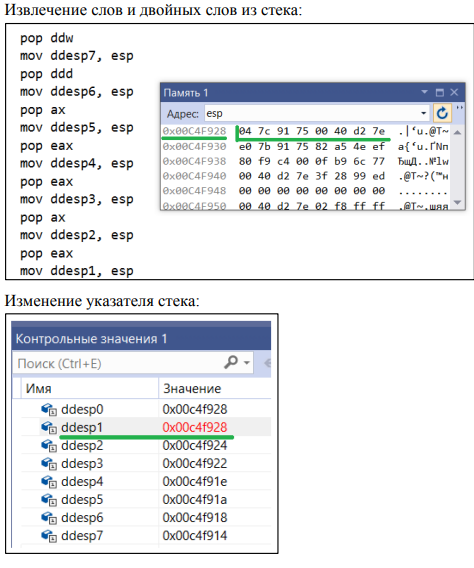 Извлечение слов и двойных слов из стека:
pop ddw
mov ddesp7, esp
pop ddd
mov ddesp6, esp
pop ax
mov ddesp5, esp
pop eax
mov ddesp4, esp
pop eax
mov ddesp3, esp
pop ax
mov ddesp2, esp
pop eax
mov ddesp1, esp
Память 1
Адрес: esp
0x00C4F928 04 7c 91 75 00 40 d2 7e .|‘u.@Т~
0x00C4F930 e0 7b 91 75 82 a5 4e ef а{‘u‚ҐNп
0x00C4F938 80 f9 c4 00 0f b9 6c 77 ЂщД..№lw
0x00C4F940 00 40 d2 7e 3f 28 99 ed .@Т~?(™н
0x00C4F948 00 00 00 00 00 00 00 00 ........
0x00C4F950 00 40 d2 7e 02 f8 ff ff .@Т~.шяя
Изменение указателя стека:
Контрольные значения 1
Поиск (Ctrl+E)
Имя Значение
ddesp0 0x00c4f928
ddesp1 0x00c4f928
ddesp2 0x00c4f924
ddesp3 0x00c4f922
ddesp4 0x00c4f91e
ddesp5 0x00c4f91a
ddesp6 0x00c4f918
ddesp7 0x00c4f914